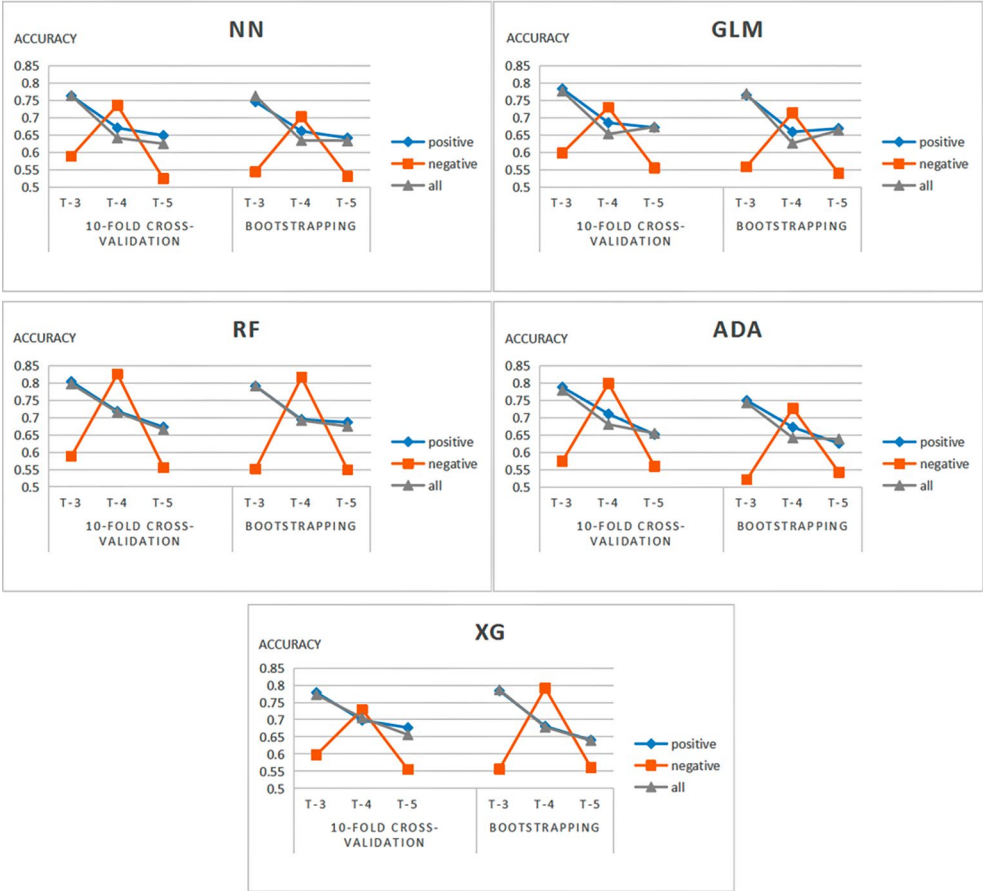 NN
ACCURACY
0.85
0.8
0.75
0.7
0.65
0.6
0.55
0.5
T-3 T-4 T-5 T-3 T-4 T-5
10-FOLD CROSS- BOOTSTRAPPING
VALIDATION
positive
negative
all
GLM
ACCURACY
0.85
0.8
0.75
0.7
0.65
0.6
0.55
0.5
T-3 T-4 T-5 T-3 T-4 T-5
10-FOLD CROSS- BOOTSTRAPPING
VALIDATION
positive
negative
all
RF
ACCURACY
0.85
0.8
0.75
0.7
0.65
0.6
0.55
0.5
T-3 T-4 T-5 T-3 T-4 T-5
10-FOLD CROSS- BOOTSTRAPPING
VALIDATION
positive
negative
all
ADA
ACCURACY
0.85
0.8
0.75
0.7
0.65
0.6
0.55
0.5
T-3 T-4 T-5 T-3 T-4 T-5
10-FOLD CROSS- BOOTSTRAPPING
VALIDATION
positive
negative
all
XG
ACCURACY
0.85
0.8
0.75
0.7
0.65
0.6
0.55
0.5
T-3 T-4 T-5 T-3 T-4 T-5
10-FOLD CROSS- BOOTSTRAPPING
VALIDATION
positive
negative
all